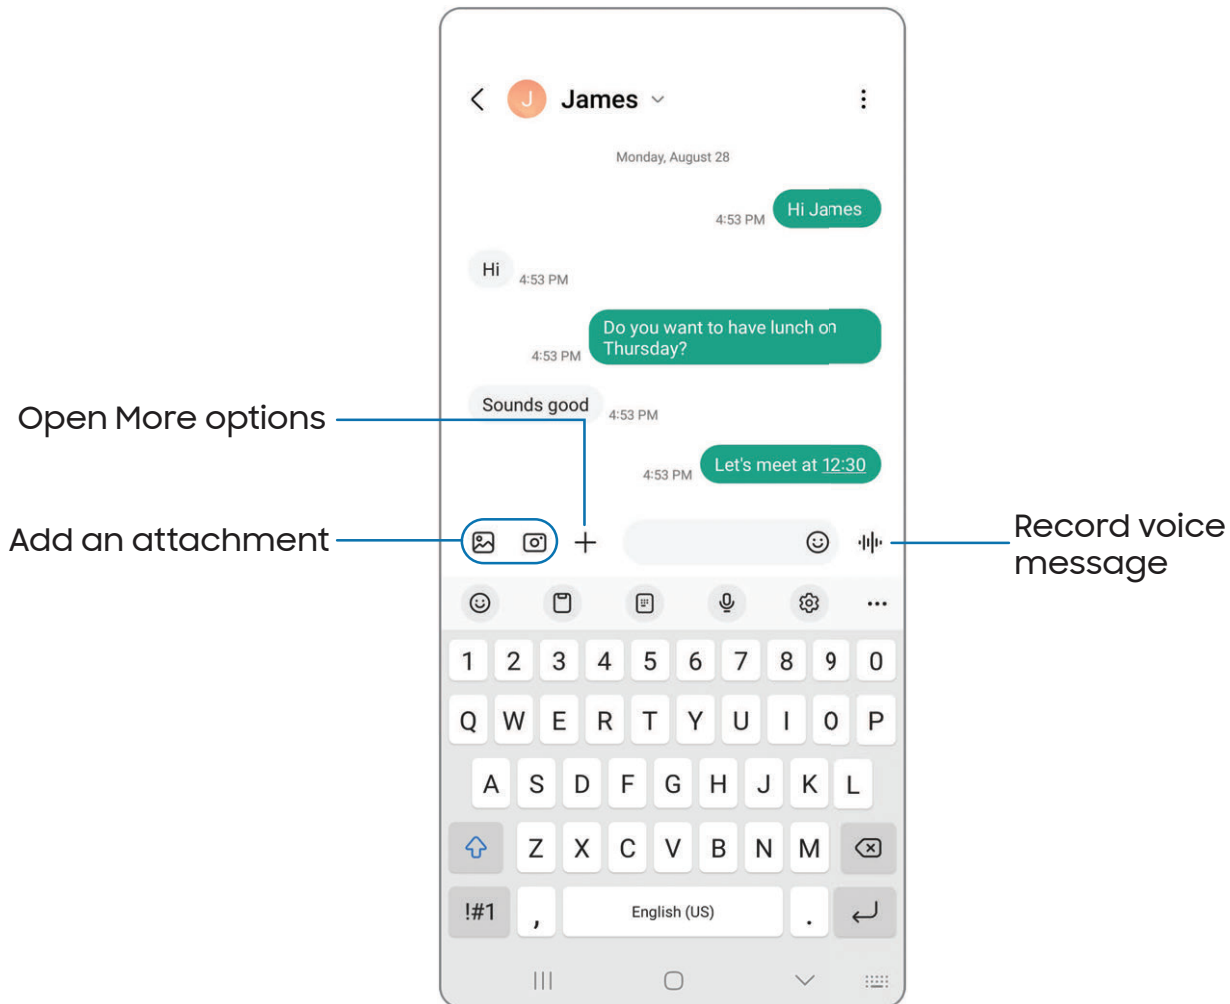 J James
Monday, August 28
4:53 PM Hi James
Hi 4:53 PM
Do you want to have lunch on
Thursday?
4:53 PM
Sounds good 4:53 PM
Open More options
4:53 PM Let's meet at 12:30
Add an attachment
Record voice
message
1 2 3 4 5 6 7 8 9 0
Q W E R T Y U I O P
A S D F G H J K L
Z X C V B N M
!#1 , English (US) .